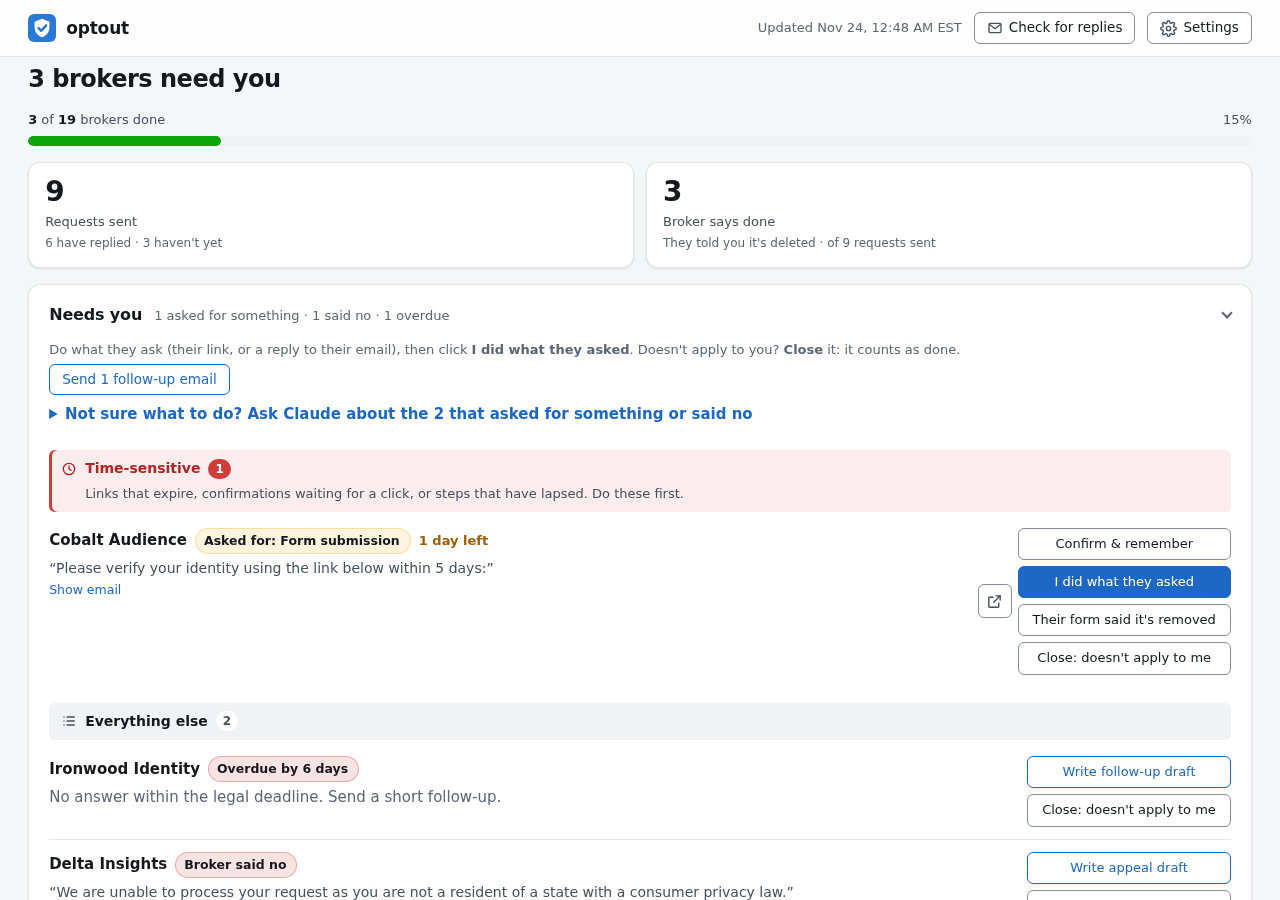 optout
Updated Nov 24, 12:48 AM EST
Check for replies
Settings
3 brokers need you
3 of 19 brokers done
15%
9
Requests sent
6 have replied · 3 haven't yet
3
Broker says done
They told you it's deleted · of 9 requests sent
Needs you
1 asked for something · 1 said no · 1 overdue
Do what they ask (their link, or a reply to their email), then click I did what they asked. Doesn't apply to you? Close it: it counts as done.
Send 1 follow-up email
Not sure what to do? Ask Claude about the 2 that asked for something or said no
Time-sensitive 1
Links that expire, confirmations waiting for a click, or steps that have lapsed. Do these first.
Cobalt Audience
Asked for: Form submission
1 day left
“Please verify your identity using the link below within 5 days:”
Show email
Confirm & remember
I did what they asked
Their form said it's removed
Close: doesn't apply to me
Everything else 2
Ironwood Identity
Overdue by 6 days
No answer within the legal deadline. Send a short follow-up.
Write follow-up draft
Close: doesn't apply to me
Delta Insights
Broker said no
“We are unable to process your request as you are not a resident of a state with a consumer privacy law.”
Write appeal draft